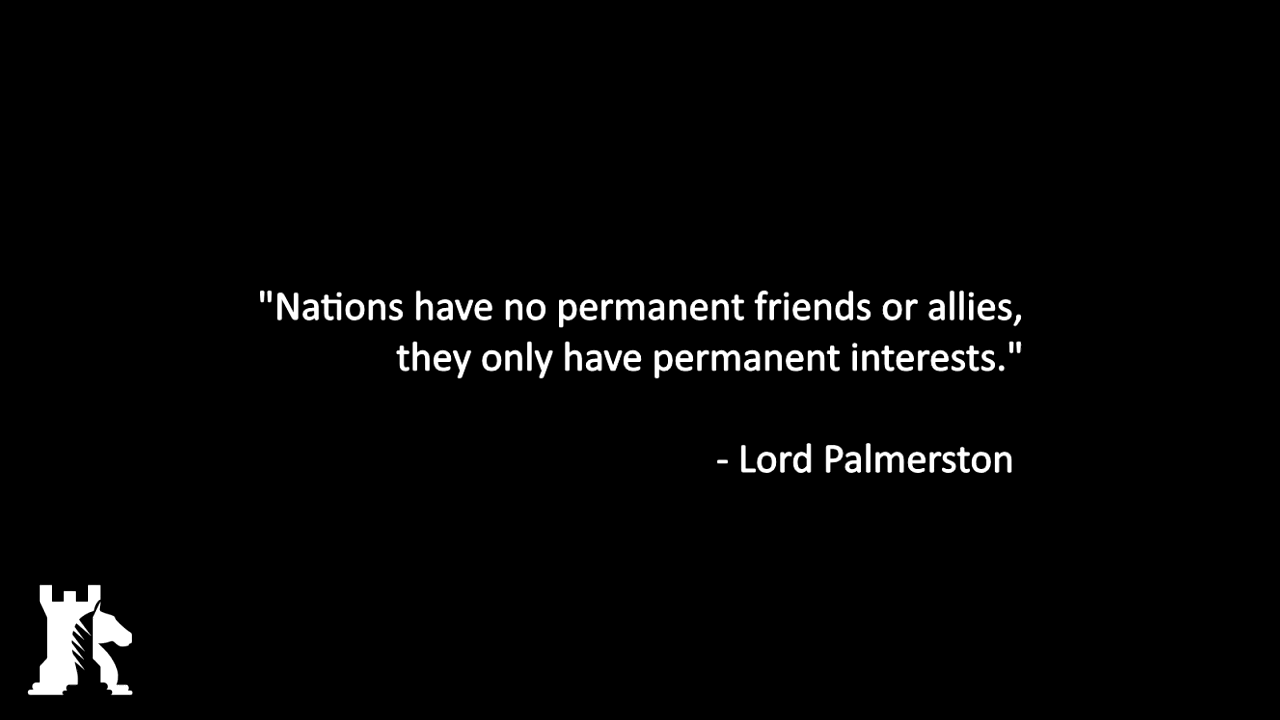 "Nations have no permanent friends or allies,
they only have permanent interests."
- Lord Palmerston